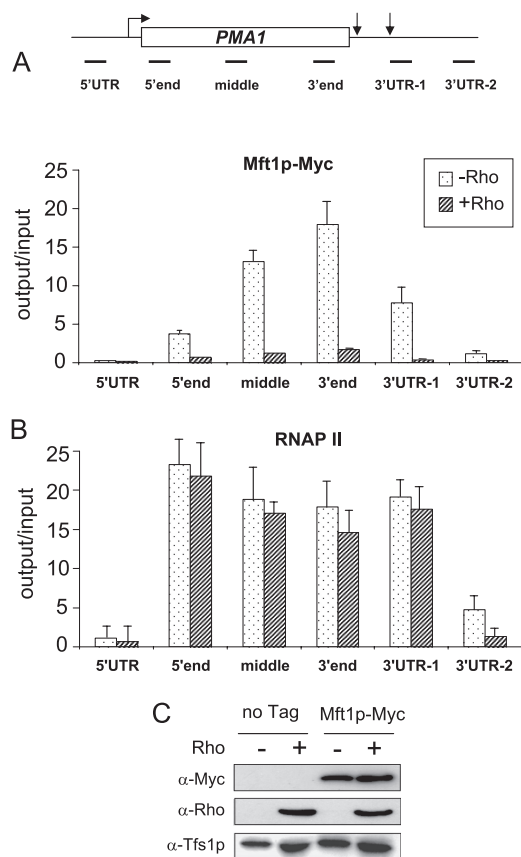 PMA1
A
5'UTR 5'end middle 3'end 3'UTR-1 3'UTR-2
Mft1p-Myc
-Rho
+Rho
output/input
25
20
15
10
5
0
5'UTR 5'end middle 3'end 3'UTR-1 3'UTR-2
B
RNAP II
output/input
25
20
15
10
5
0
5'UTR 5'end middle 3'end 3'UTR-1 3'UTR-2
C
no Tag Mft1p-Myc
Rho - + - +
α-Myc
α-Rho
α-Tfs1p